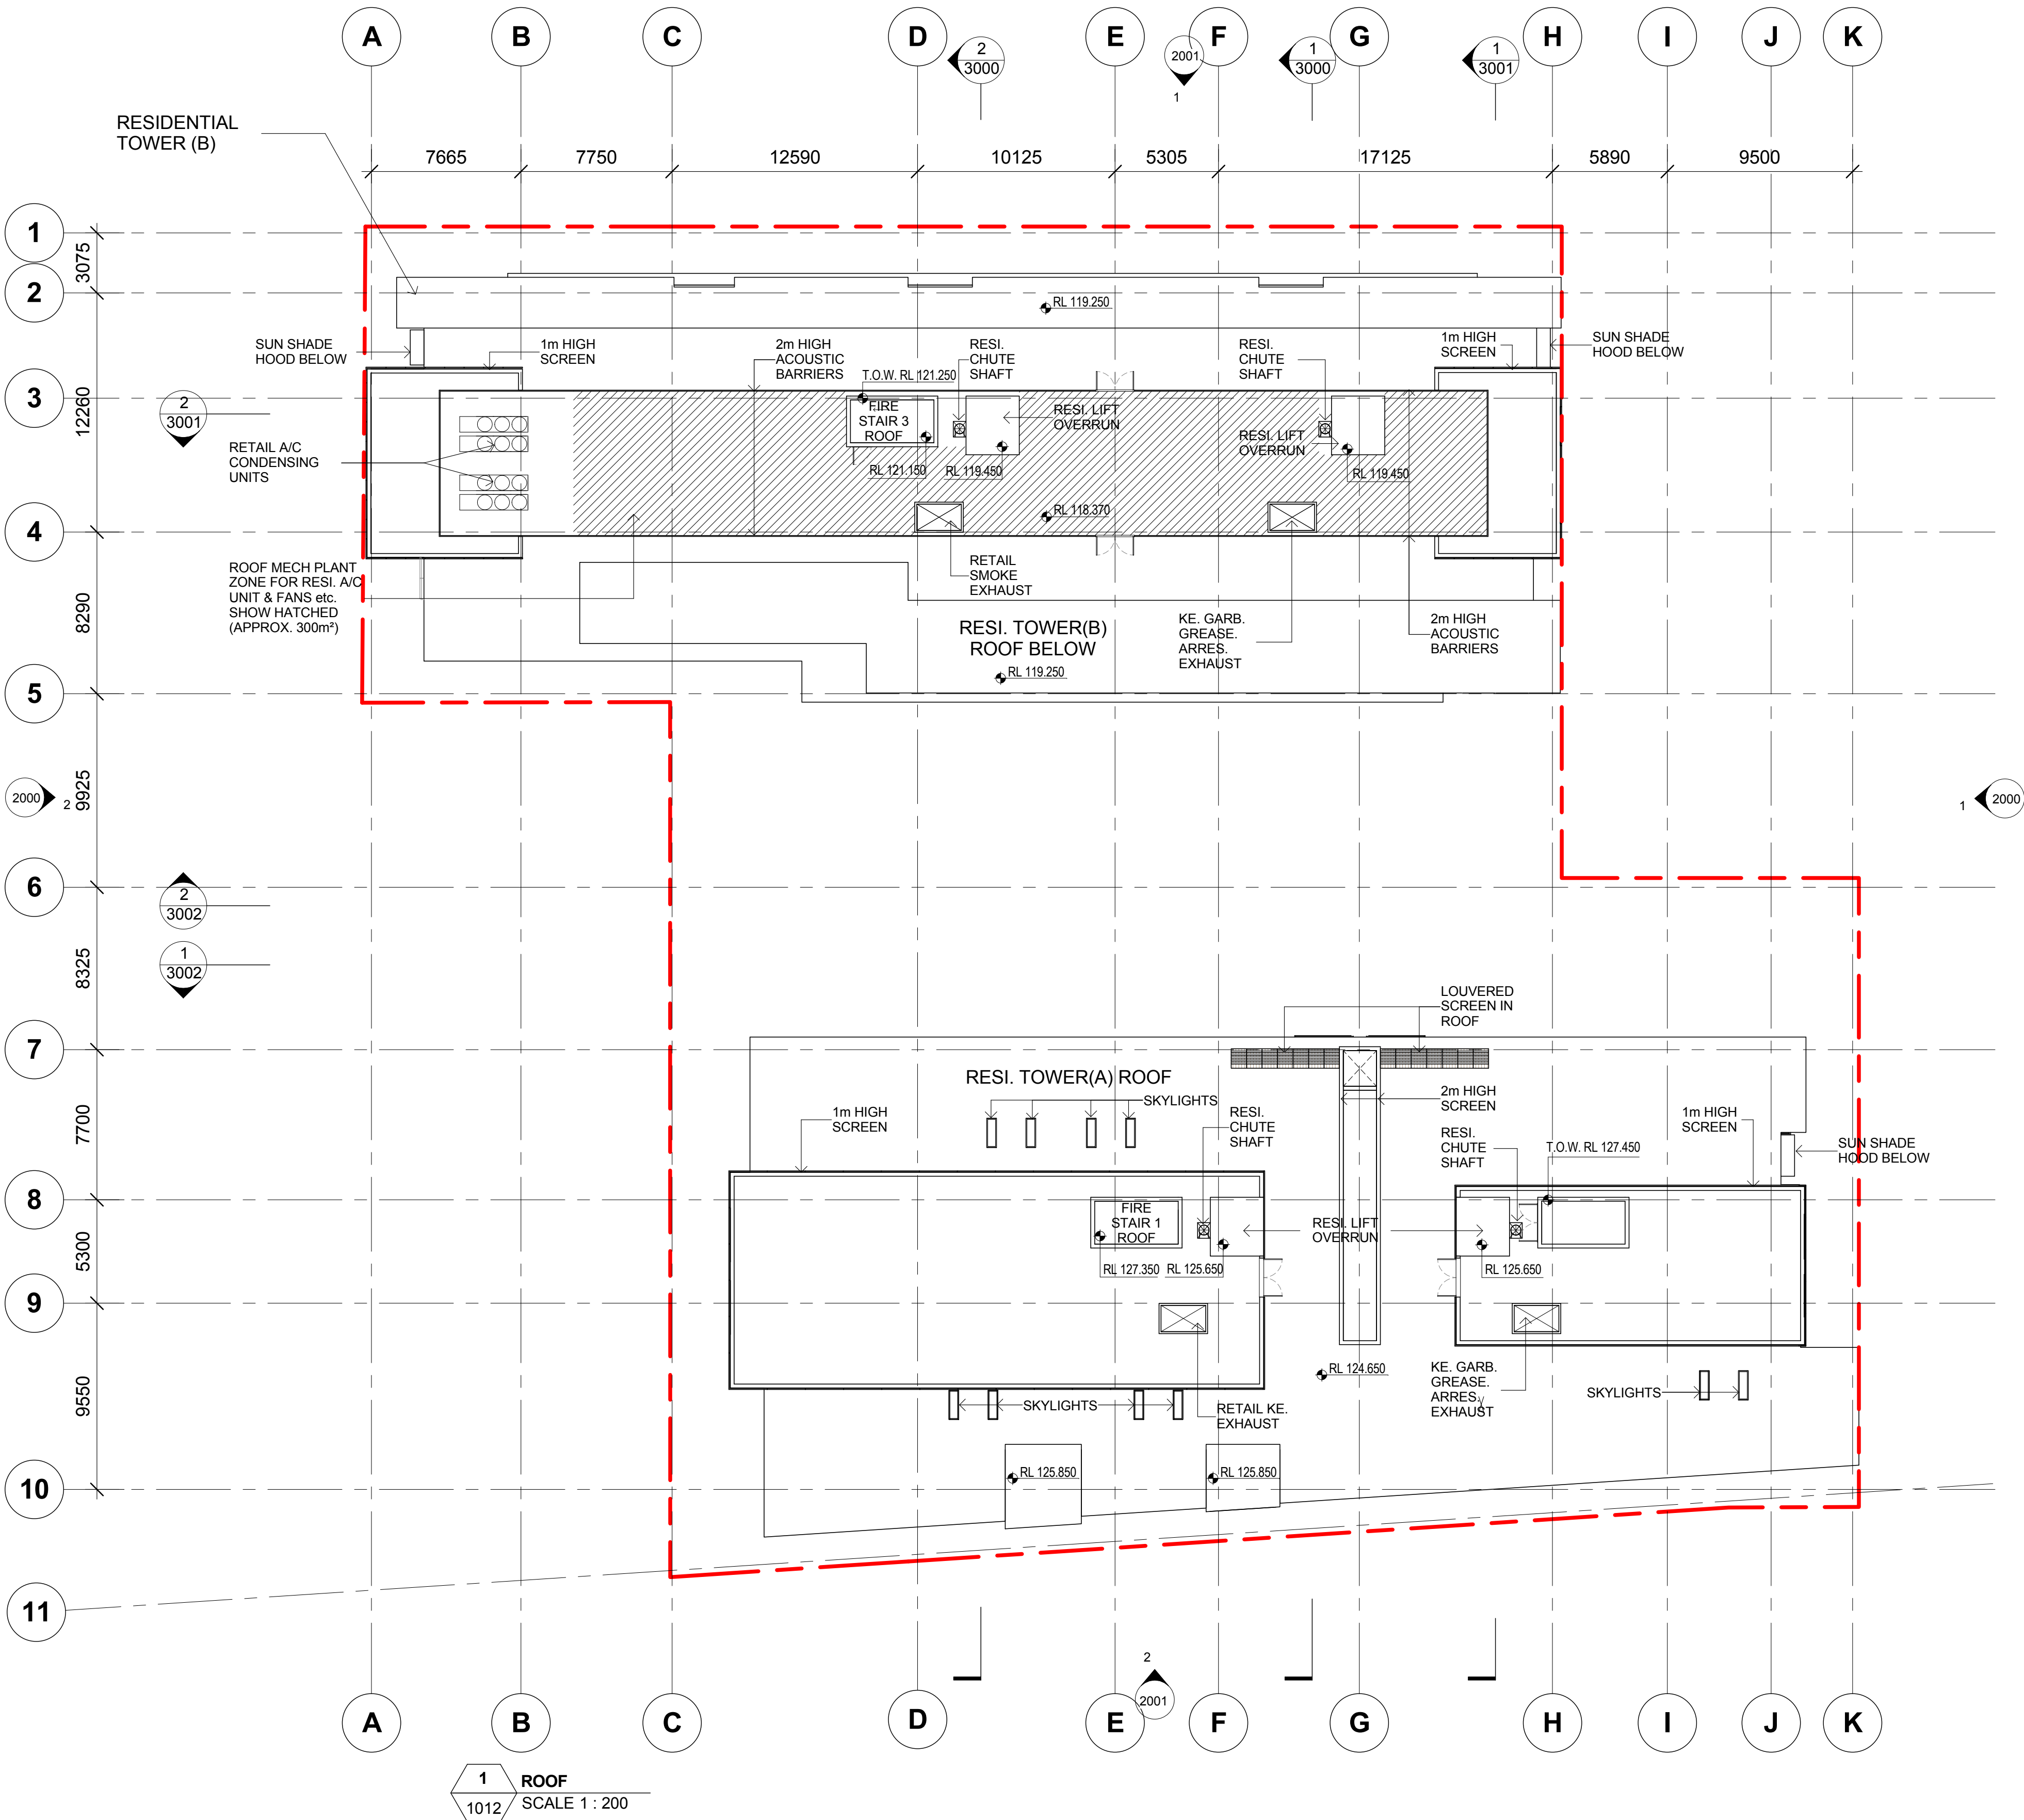 A
B
C
D
E
F
G
H
I
J
K
2
3000
2001
1
1
3000
1
3001
RESIDENTIAL
TOWER (B)
7665
7750
12590
10125
5305
17125
5890
9500
1
3075
2
RL 119.250
SUN SHADE
HOOD BELOW
1m HIGH
SCREEN
2m HIGH
ACOUSTIC
BARRIERS
RESI.
CHUTE
SHAFT
RESI.
CHUTE
SHAFT
1m HIGH
SCREEN
SUN SHADE
HOOD BELOW
T.O.W. RL 121.250
3
12260
2
3001
FIRE
STAIR 3
ROOF
RESI. LIFT
OVERRUN
RESI. LIFT
OVERRUN
RETAIL A/C
CONDENSING
UNITS
RL 121.150
RL 119.450
RL 119.450
RL 118.370
4
ROOF MECH PLANT
ZONE FOR RESI. A/C
UNIT & FANS etc.
SHOW HATCHED
(APPROX. 300m²)
RETAIL
SMOKE
EXHAUST
8290
RESI. TOWER(B)
ROOF BELOW
KE. GARB.
GREASE.
ARRES.
EXHAUST
2m HIGH
ACOUSTIC
BARRIERS
RL 119.250
5
2000
2
9925
1
2000
6
2
3002
1
3002
8325
LOUVERED
SCREEN IN
ROOF
7
RESI. TOWER(A) ROOF
SKYLIGHTS
2m HIGH
SCREEN
7700
1m HIGH
SCREEN
RESI.
CHUTE
SHAFT
RESI.
CHUTE
SHAFT
1m HIGH
SCREEN
T.O.W. RL 127.450
SUN SHADE
HOOD BELOW
8
FIRE
STAIR 1
ROOF
RESI. LIFT
OVERRUN
5300
RL 127.350
RL 125.650
RL 125.650
9
RL 124.650
KE. GARB.
GREASE.
ARRES.
EXHAUST
9550
SKYLIGHTS
RETAIL KE.
EXHAUST
SKYLIGHTS
RL 125.850
RL 125.850
10
11
2
2001
A
B
C
D
E
F
G
H
I
J
K
1
1012
ROOF
SCALE 1 : 200